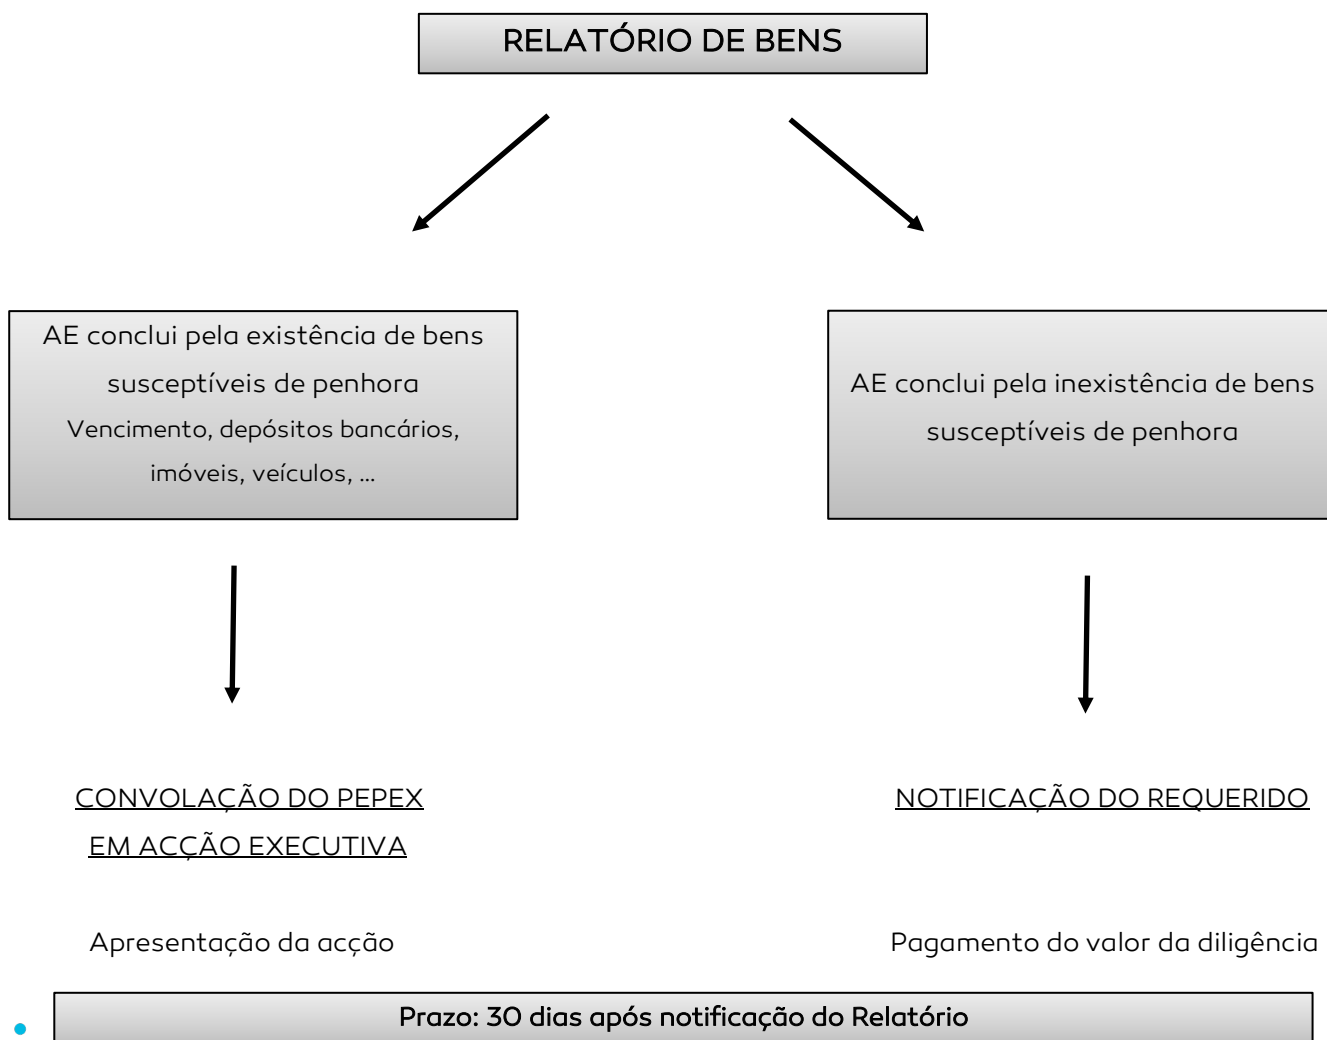 RELATÓRIO DE BENS
AE conclui pela existência de bens
susceptíveis de penhora
Vencimento, depósitos bancários,
imóveis, veículos, ...
AE conclui pela inexistência de bens
susceptíveis de penhora
CONVOLAÇÃO DO PEPEX
EM ACÇÃO EXECUTIVA
NOTIFICAÇÃO DO REQUERIDO
Apresentação da acção
Pagamento do valor da diligência
Prazo: 30 dias após notificação do Relatório